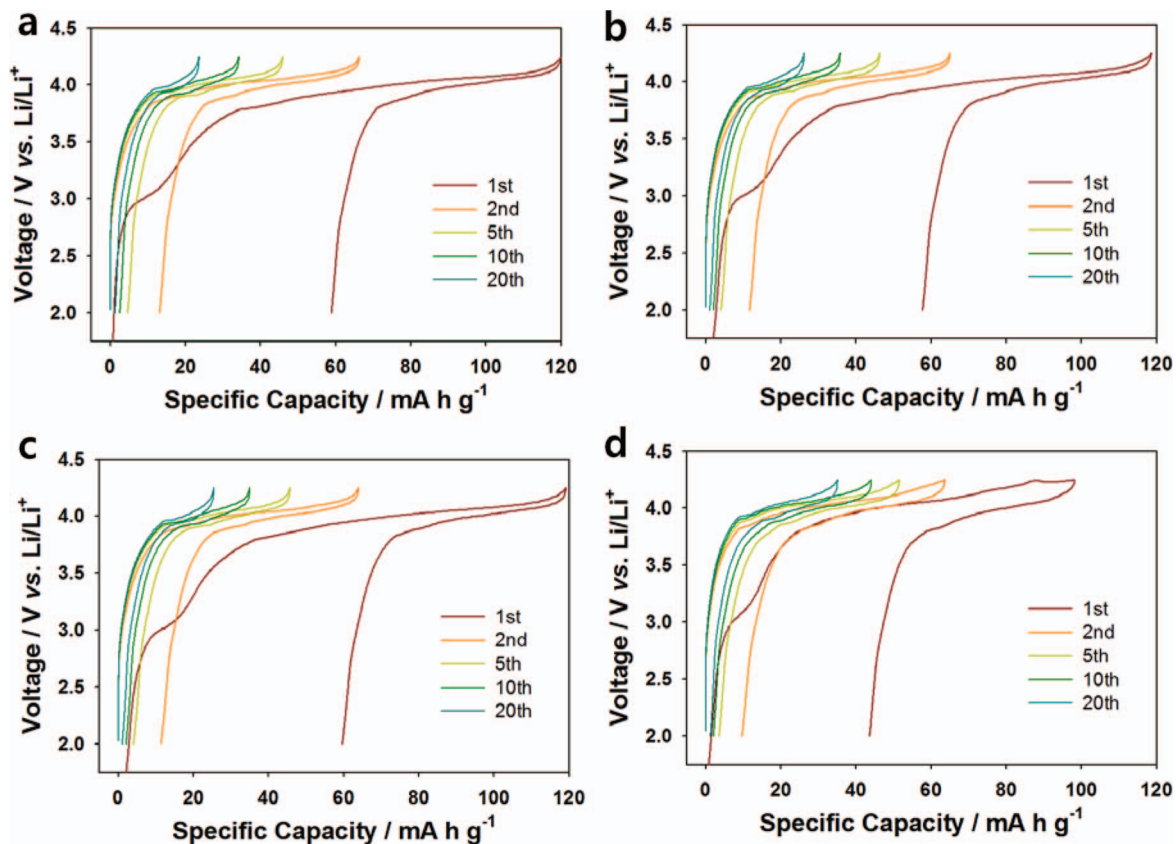 a
4.5
4.0
3.5
3.0
2.5
2.0
Voltage / V vs. Li/Li⁺
1st
2nd
5th
10th
20th
0 20 40 60 80 100 120
Specific Capacity / mA h g⁻¹
b
4.5
4.0
3.5
3.0
2.5
2.0
Voltage / V vs. Li/Li⁺
1st
2nd
5th
10th
20th
0 20 40 60 80 100 120
Specific Capacity / mA h g⁻¹
c
4.5
4.0
3.5
3.0
2.5
2.0
Voltage / V vs. Li/Li⁺
1st
2nd
5th
10th
20th
0 20 40 60 80 100 120
Specific Capacity / mA h g⁻¹
d
4.5
4.0
3.5
3.0
2.5
2.0
Voltage / V vs. Li/Li⁺
1st
2nd
5th
10th
20th
0 20 40 60 80 100 120
Specific Capacity / mA h g⁻¹